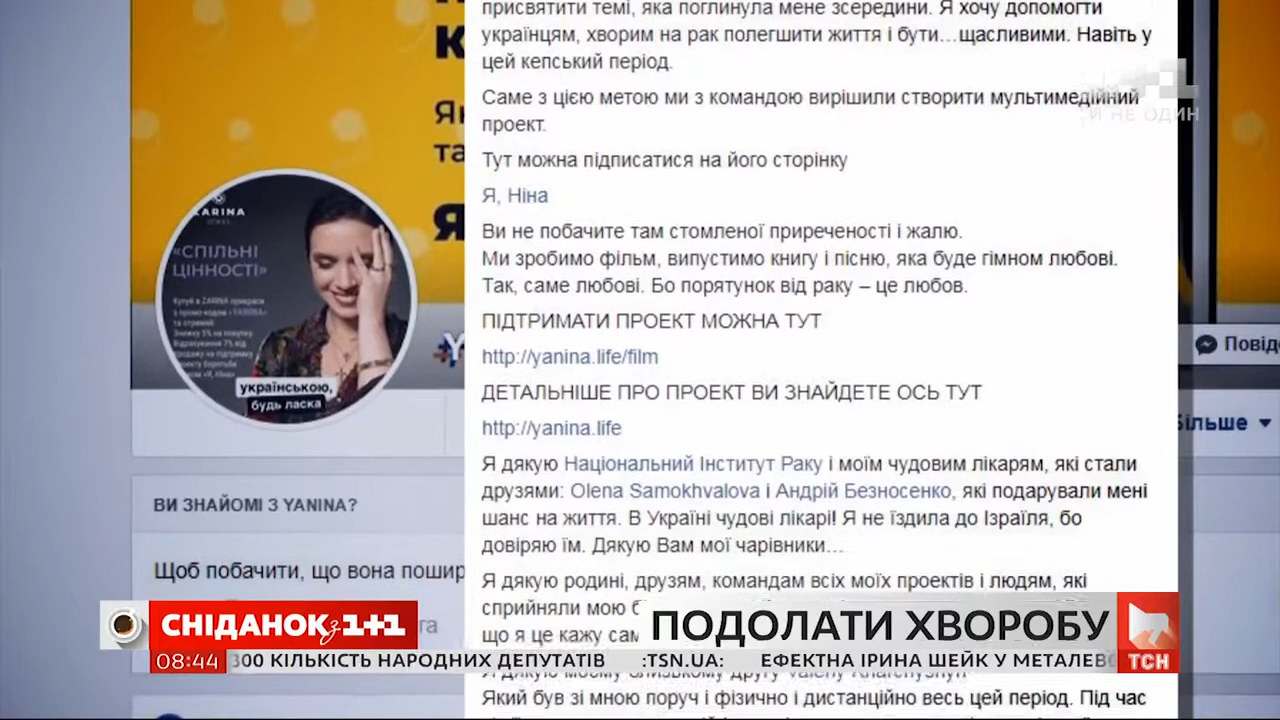 присвятити темі, яка поглинула мене зсередини. Я хочу допомогти
українцям, хворим на рак полегшити життя і бути…щасливими. Навіть у
цей кепський період.
Саме з цією метою ми з командою вирішили створити мультимедійний
проект.
Тут можна підписатися на його сторінку
Я, Ніна
Ви не побачите там стомленої приреченості і жалю.
Ми зробимо фільм, випустимо книгу і пісню, яка буде гімном любові.
Так, саме любові. Бо порятунок від раку – це любов.
ПІДТРИМАТИ ПРОЕКТ МОЖНА ТУТ
http://yanina.life/film
ДЕТАЛЬНІШЕ ПРО ПРОЕКТ ВИ ЗНАЙДЕТЕ ОСЬ ТУТ
http://yanina.life
Я дякую Національний Інститут Раку і моїм чудовим лікарям, які стали
друзями: Olena Samokhvalova і Андрій Безносенко, які подарували мені
шанс на життя. В Україні чудові лікарі! Я не їздила до Ізраїля, бо
довіряю їм. Дякую Вам мої чарівники…
Я дякую родині, друзям, командам всіх моїх проектів і людям, які
сприйняли мою
що я це кажу сам
Який був зі мною поруч і фізично і дистанційно весь цей період. Під час
И НЕ ОДИН
ZARINA
«СПІЛЬНІ
ЦІННОСТІ»
українською,
будь ласка
Повід
Більше
ВИ ЗНАЙОМІ З YANINA?
Щоб побачити, що вона пошир
СНІДАНОК З 1+1
ПОДОЛАТИ ХВОРОБУ
ТСН
08:44
300 КІЛЬКІСТЬ НАРОДНИХ ДЕПУТАТІВ :TSN.UA: ЕФЕКТНА ІРИНА ШЕЙК У МЕТАЛЕВО